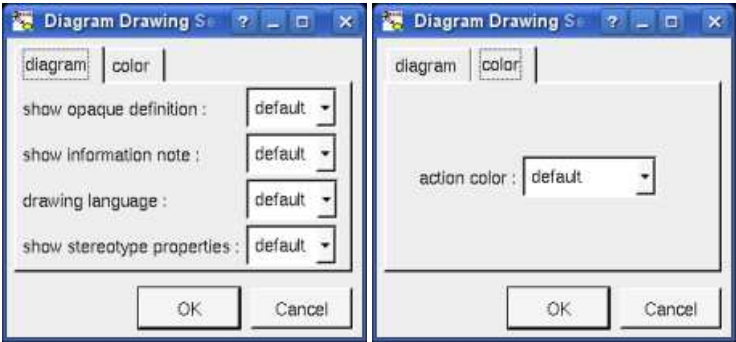 Diagram Drawing Se
diagram color
show opaque definition : default
show information note : default
drawing language : default
show stereotype properties : default
OK Cancel
Diagram Drawing Se
diagram color
action color : default
OK Cancel